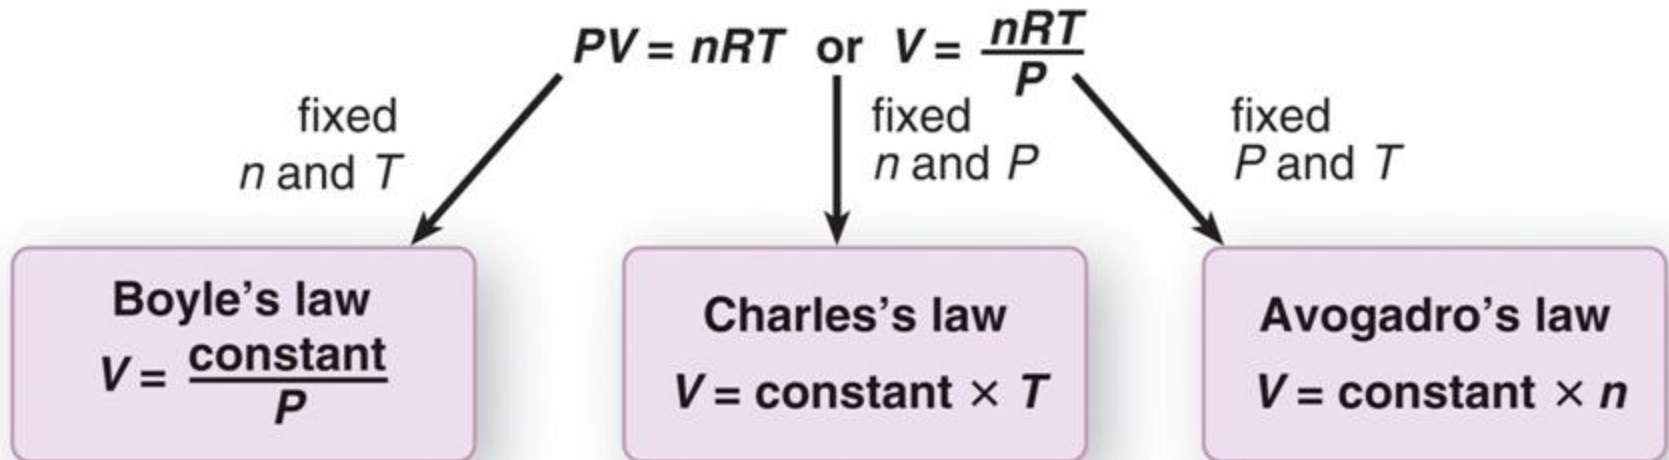 PV = nRT or V = nRT/P
fixed
n and T
fixed
n and P
fixed
P and T
Boyle's law
V = constant/P
Charles's law
V = constant × T
Avogadro's law
V = constant × n